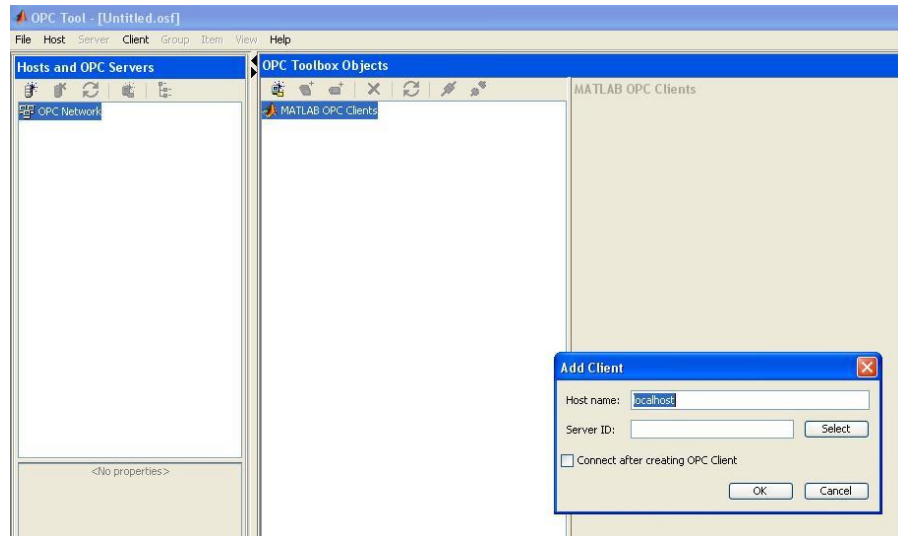 OPC Tool - [Untitled.osf]
File Host Server Client Group Item View Help
Hosts and OPC Servers
OPC Network
<No properties>
OPC Toolbox Objects
MATLAB OPC Clients
MATLAB OPC Clients
Add Client
Host name: localhost
Server ID: Select
Connect after creating OPC Client
OK Cancel